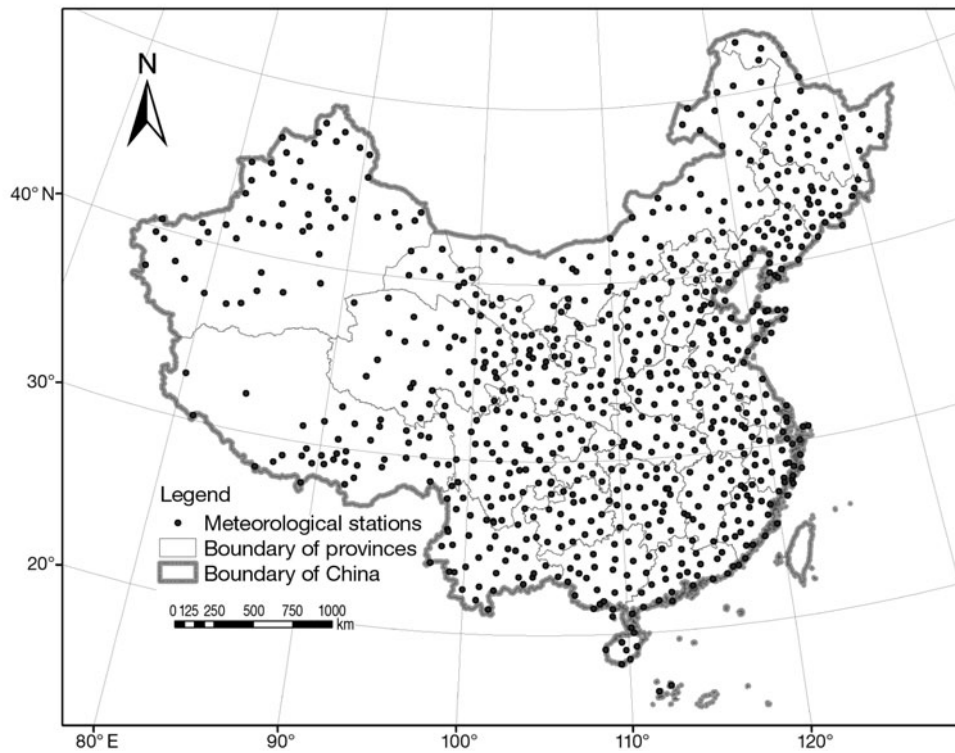 N
40° N
30°
20°
Legend
Meteorological stations
Boundary of provinces
Boundary of China
0 125 250 500 750 1000
km
80° E 90° 100° 110° 120°